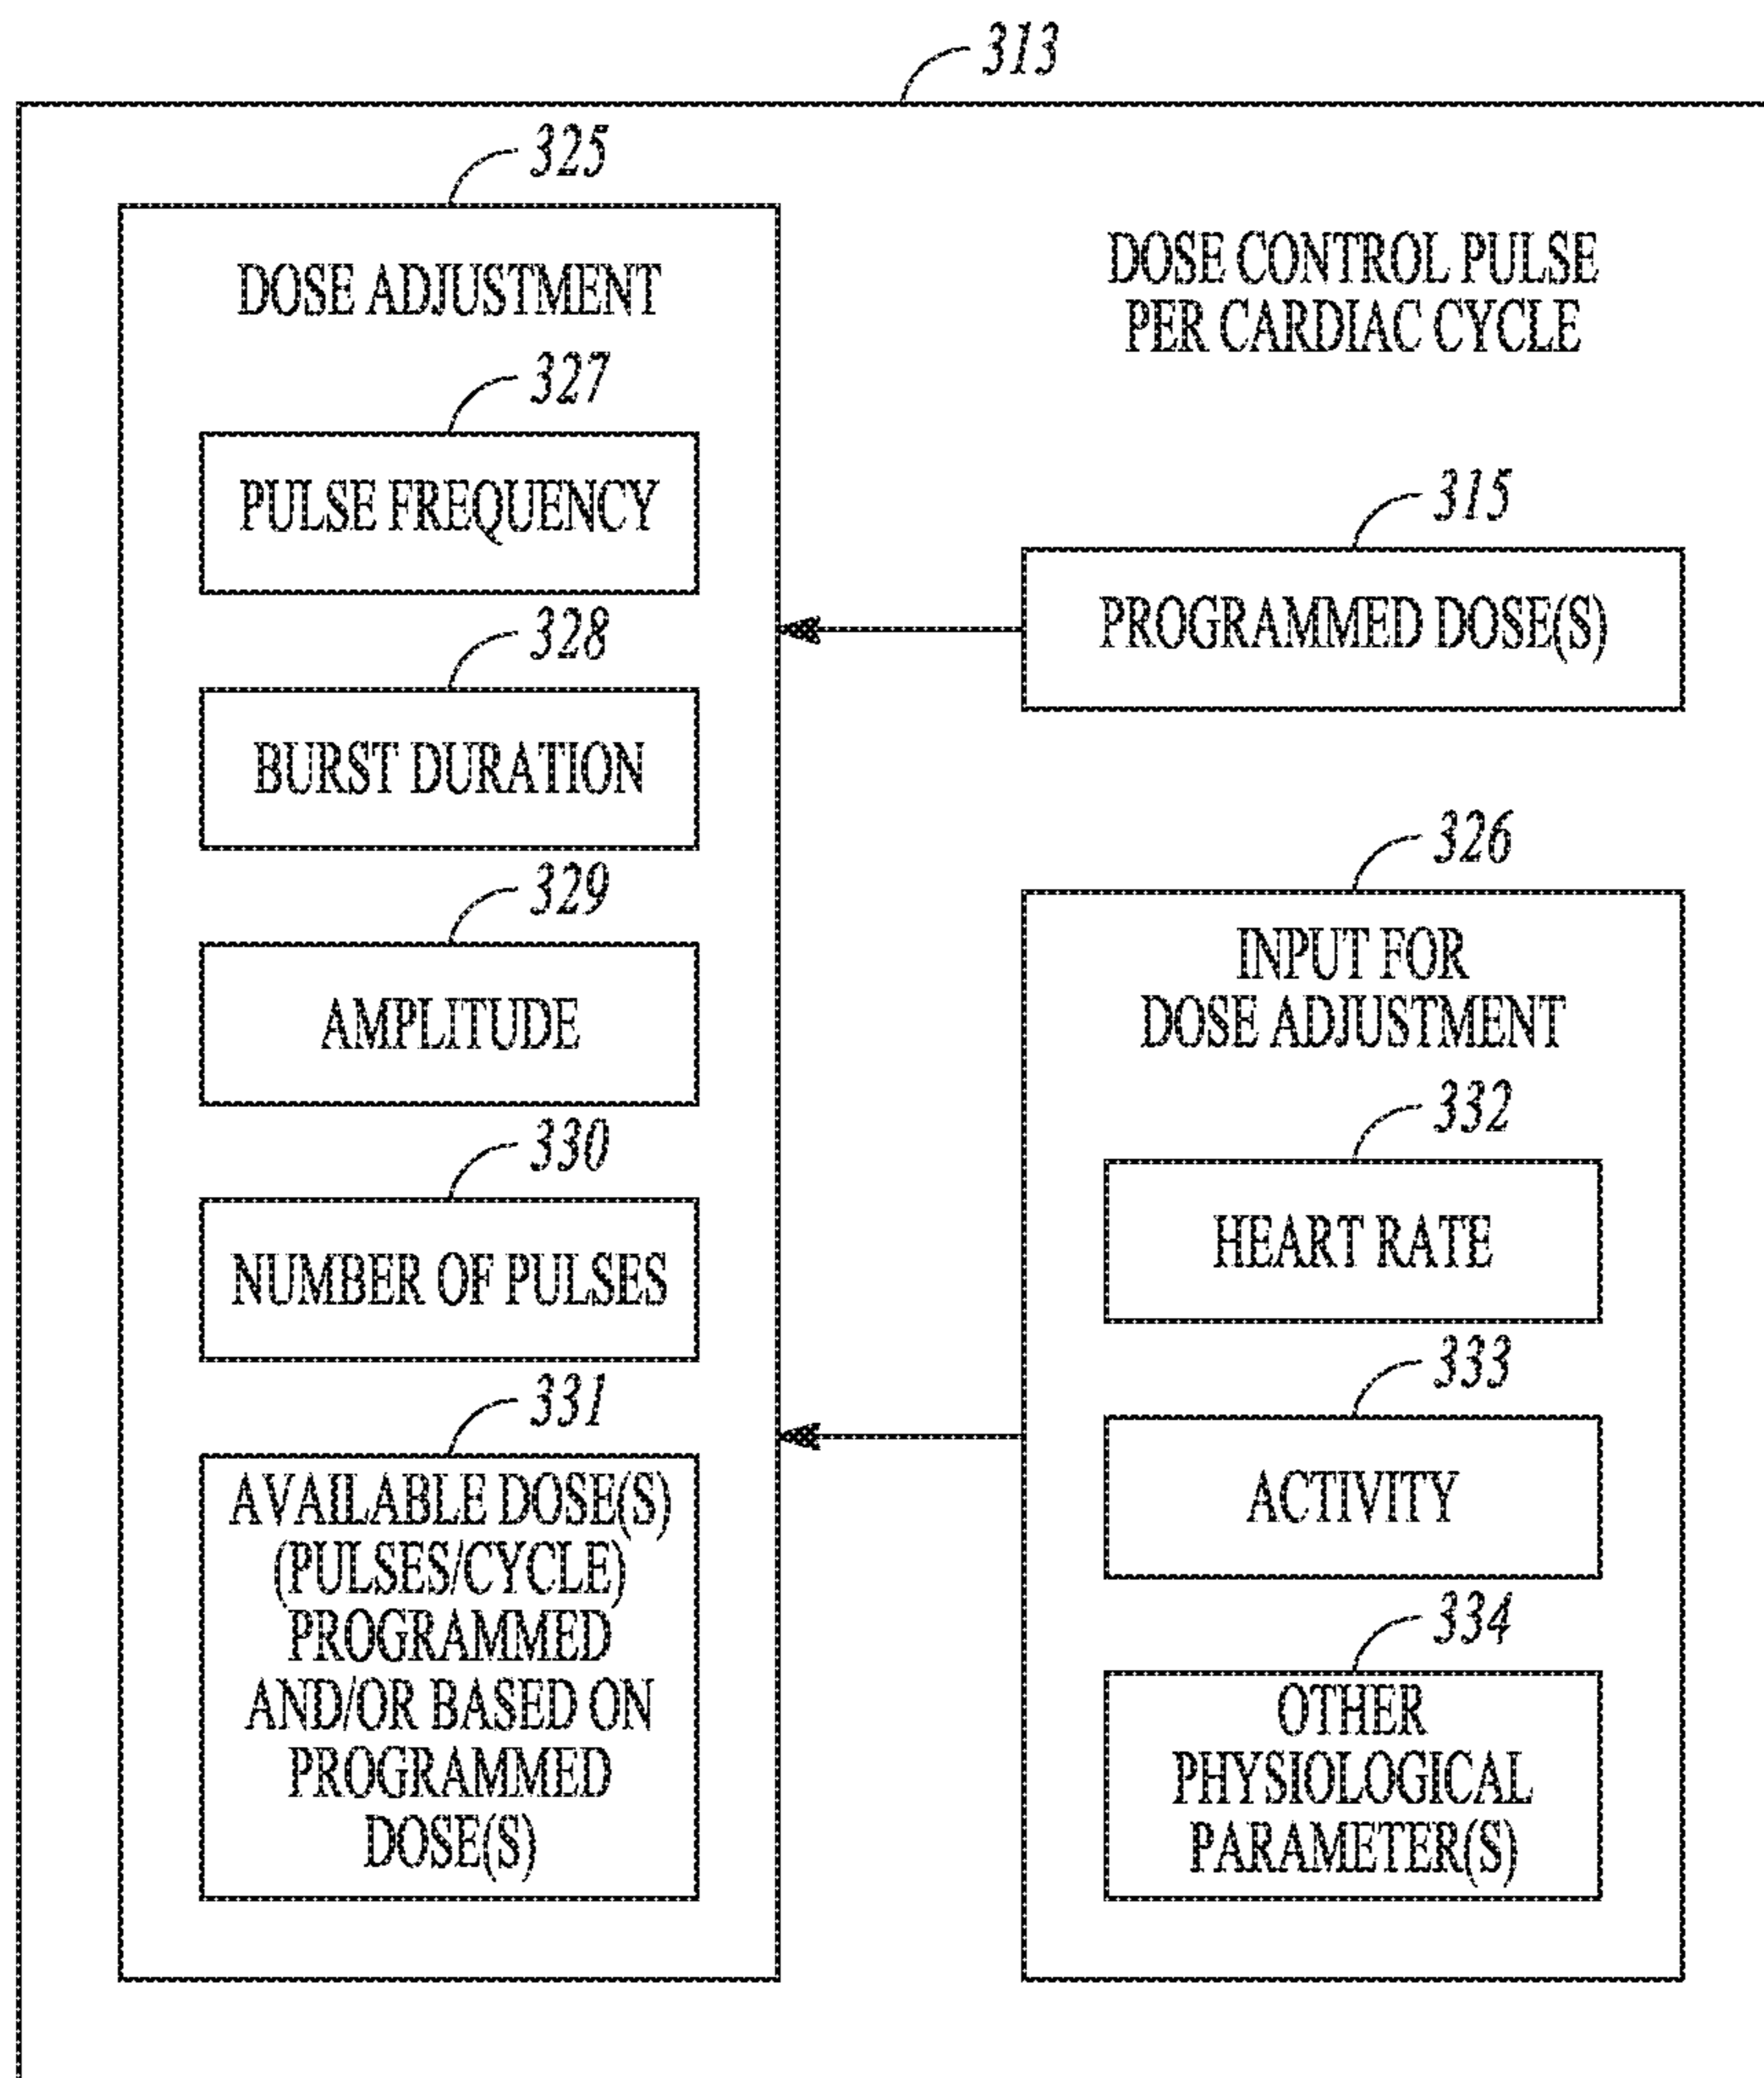 313
325
DOSE ADJUSTMENT
327
PULSE FREQUENCY
328
BURST DURATION
329
AMPLITUDE
330
NUMBER OF PULSES
331
AVAILABLE DOSE(S)
(PULSES/CYCLE)
PROGRAMMED
AND/OR BASED ON
PROGRAMMED
DOSE(S)
DOSE CONTROL PULSE
PER CARDIAC CYCLE
315
PROGRAMMED DOSE(S)
326
INPUT FOR
DOSE ADJUSTMENT
332
HEART RATE
333
ACTIVITY
334
OTHER
PHYSIOLOGICAL
PARAMETER(S)